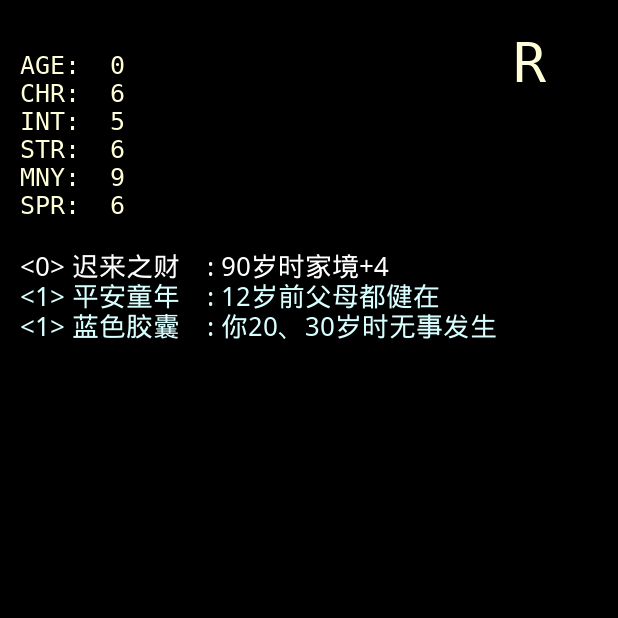 R
AGE: 0
CHR: 6
INT: 5
STR: 6
MNY: 9
SPR: 6
<0> 迟来之财 : 90岁时家境+4
<1> 平安童年 : 12岁前父母都健在
<1> 蓝色胶囊 : 你20、30岁时无事发生